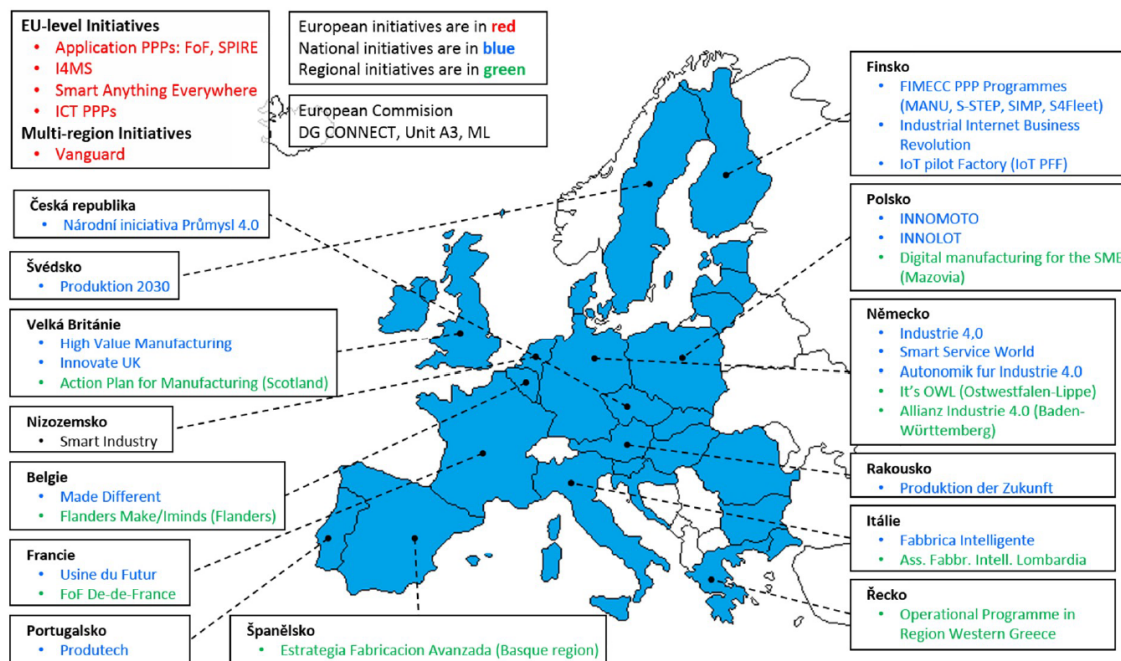 EU-level Initiatives
• Application PPPs: FoF, SPIRE
• I4MS
• Smart Anything Everywhere
• ICT PPPs
Multi-region Initiatives
• Vanguard
European initiatives are in red
National initiatives are in blue
Regional initiatives are in green
European Commision
DG CONNECT, Unit A3, ML
Česká republika
• Národní iniciativa Průmysl 4.0
Švédsko
• Produktion 2030
Velká Británie
• High Value Manufacturing
• Innovate UK
• Action Plan for Manufacturing (Scotland)
Nizozemsko
• Smart Industry
Belgie
• Made Different
• Flanders Make/Iminds (Flanders)
Francie
• Usine du Futur
• FoF De-de-France
Portugalsko
• Produtech
Španělsko
• Estrategia Fabricacion Avanzada (Basque region)
Finsko
• FIMECC PPP Programmes
(MANU, S-STEP, SIMP, S4Fleet)
• Industrial Internet Business
Revolution
• IoT pilot Factory (IoT PFF)
Polsko
• INNOMOTO
• INNOLOT
• Digital manufacturing for the SME
(Mazovia)
Německo
• Industrie 4,0
• Smart Service World
• Autonomik fur Industrie 4.0
• It's OWL (Ostwestfalen-Lippe)
• Allianz Industrie 4.0 (Baden-
Württemberg)
Rakousko
• Produktion der Zukunft
Itálie
• Fabbrica Intelligente
• Ass. Fabbr. Intell. Lombardia
Řecko
• Operational Programme in
Region Western Greece